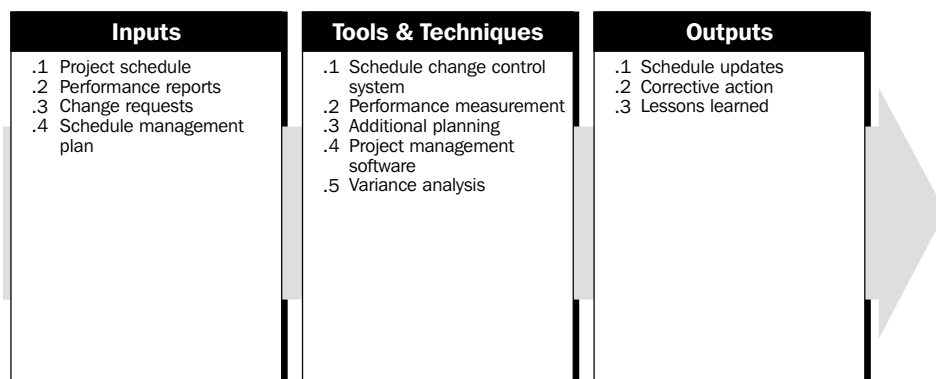 Inputs
.1 Project schedule
.2 Performance reports
.3 Change requests
.4 Schedule management
plan
Tools & Techniques
.1 Schedule change control
system
.2 Performance measurement
.3 Additional planning
.4 Project management
software
.5 Variance analysis
Outputs
.1 Schedule updates
.2 Corrective action
.3 Lessons learned